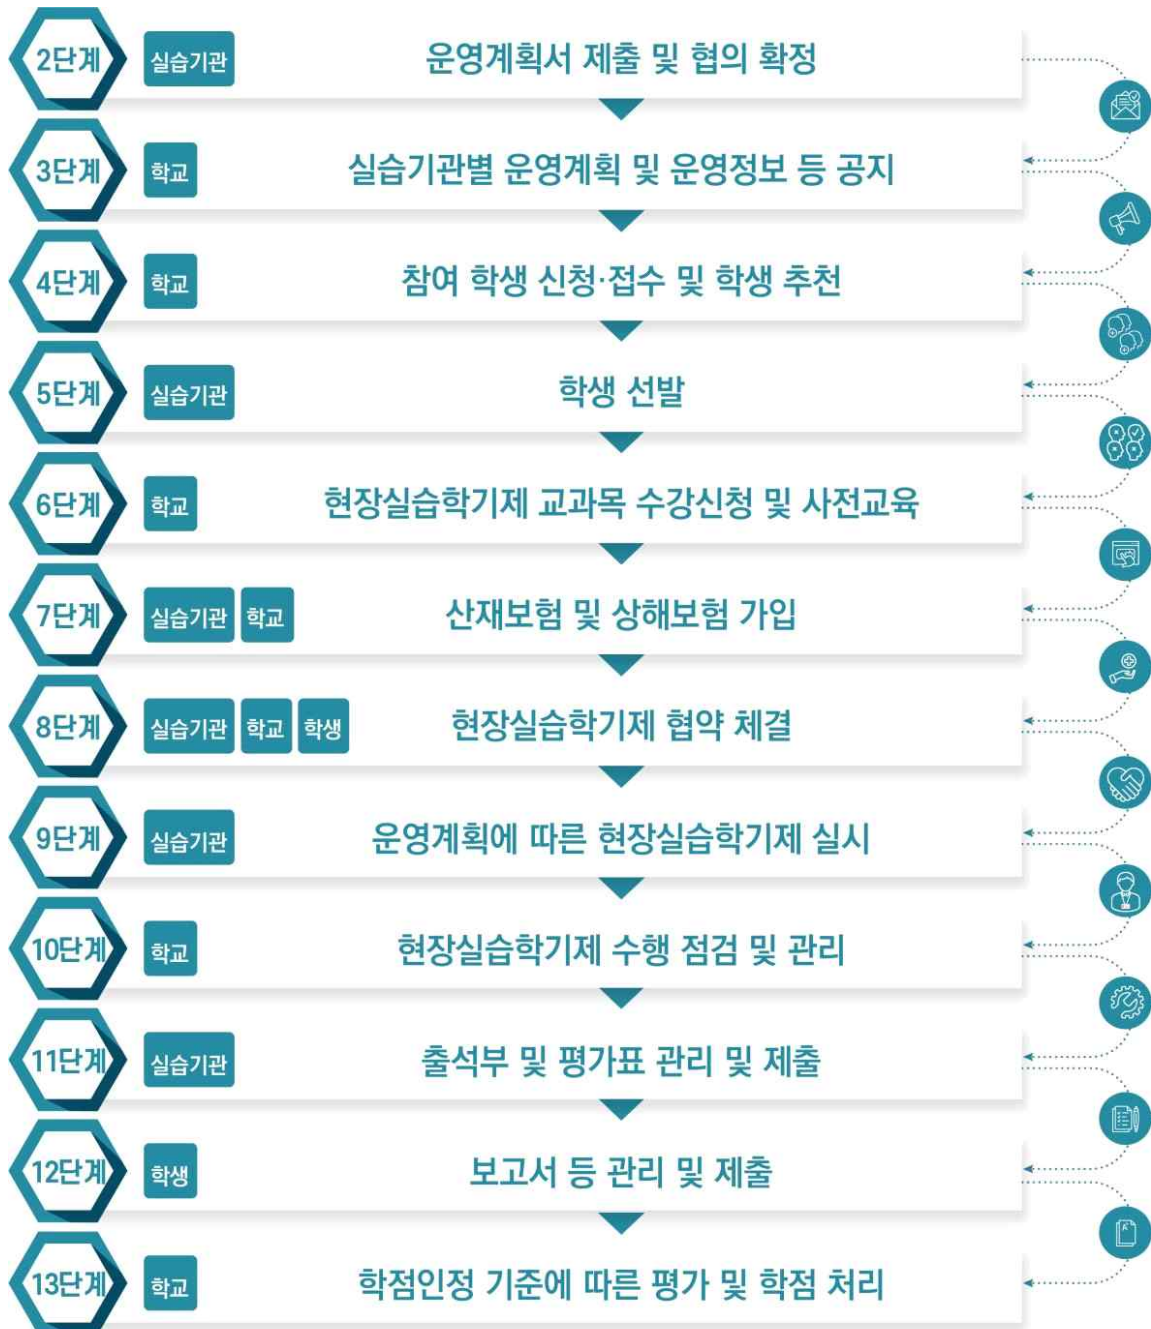 2단계 실습기관 운영계획서 제출 및 협의 확정
3단계 학교 실습기관별 운영계획 및 운영정보 등 공지
4단계 학교 참여 학생 신청·접수 및 학생 추천
5단계 실습기관 학생 선발
6단계 학교 현장실습학기제 교과목 수강신청 및 사전교육
7단계 실습기관 학교 산재보험 및 상해보험 가입
8단계 실습기관 학교 학생 현장실습학기제 협약 체결
9단계 실습기관 운영계획에 따른 현장실습학기제 실시
10단계 학교 현장실습학기제 수행 점검 및 관리
11단계 실습기관 출석부 및 평가표 관리 및 제출
12단계 학생 보고서 등 관리 및 제출
13단계 학교 학점인정 기준에 따른 평가 및 학점 처리